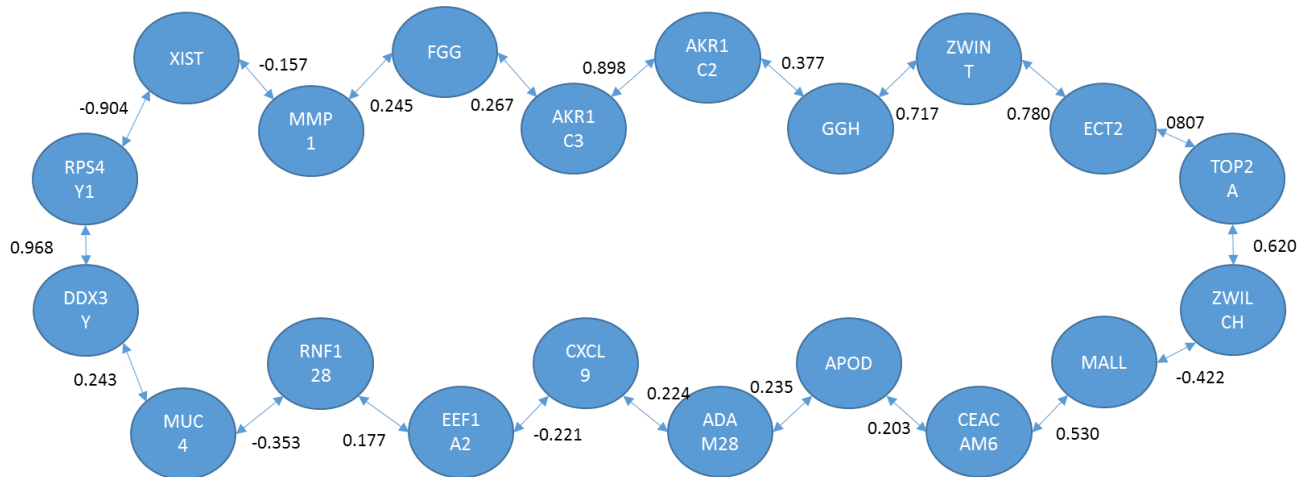 XIST
-0.157
FGG
AKR1
C2
0.377
ZWIN
T
0.898
-0.904
MMP
1
0.245
0.267
AKR1
C3
GGH
0.717
0.780
ECT2
0807
RPS4
Y1
TOP2
A
0.968
0.620
DDX3
Y
ZWIL
CH
RNF1
28
CXCL
9
APOD
MALL
0.243
0.224
0.235
-0.422
MUC
4
-0.353
0.177
EEF1
A2
-0.221
ADA
M28
0.203
CEAC
AM6
0.530